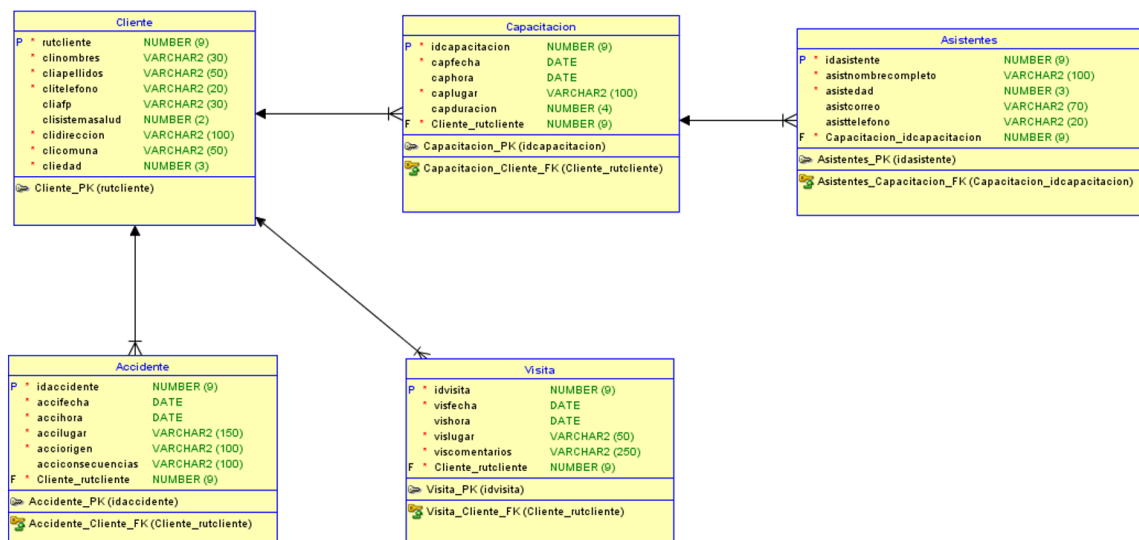 Cliente
P * rutcliente NUMBER (9)
* clinombres VARCHAR2 (30)
* cliapellidos VARCHAR2 (50)
* clitelefono VARCHAR2 (20)
cliafp VARCHAR2 (30)
clisistemasalud NUMBER (2)
* clidireccion VARCHAR2 (100)
* clicomuna VARCHAR2 (50)
* cliedad NUMBER (3)
Cliente_PK (rutcliente)
Capacitacion
P * idcapacitacion NUMBER (9)
* capfecha DATE
caphora DATE
* caplugar VARCHAR2 (100)
capduracion NUMBER (4)
F * Cliente_rutcliente NUMBER (9)
Capacitacion_PK (idcapacitacion)
Capacitacion_Cliente_FK (Cliente_rutcliente)
Asistentes
P * idasistente NUMBER (9)
* asistnombrecompleto VARCHAR2 (100)
* asistedad NUMBER (3)
asistcorreo VARCHAR2 (70)
asisttelefono VARCHAR2 (20)
F * Capacitacion_idcapacitacion NUMBER (9)
Asistentes_PK (idasistente)
Asistentes_Capacitacion_FK (Capacitacion_idcapacitacion)
Accidente
P * idaccidente NUMBER (9)
* accifecha DATE
* accihora DATE
* accilugar VARCHAR2 (150)
* acciorigen VARCHAR2 (100)
acciconsecuencias VARCHAR2 (100)
F * Cliente_rutcliente NUMBER (9)
Accidente_PK (idaccidente)
Accidente_Cliente_FK (Cliente_rutcliente)
Visita
P * idvisita NUMBER (9)
* visfecha DATE
vishora DATE
* vislugar VARCHAR2 (50)
* viscomentarios VARCHAR2 (250)
F * Cliente_rutcliente NUMBER (9)
Visita_PK (idvisita)
Visita_Cliente_FK (Cliente_rutcliente)